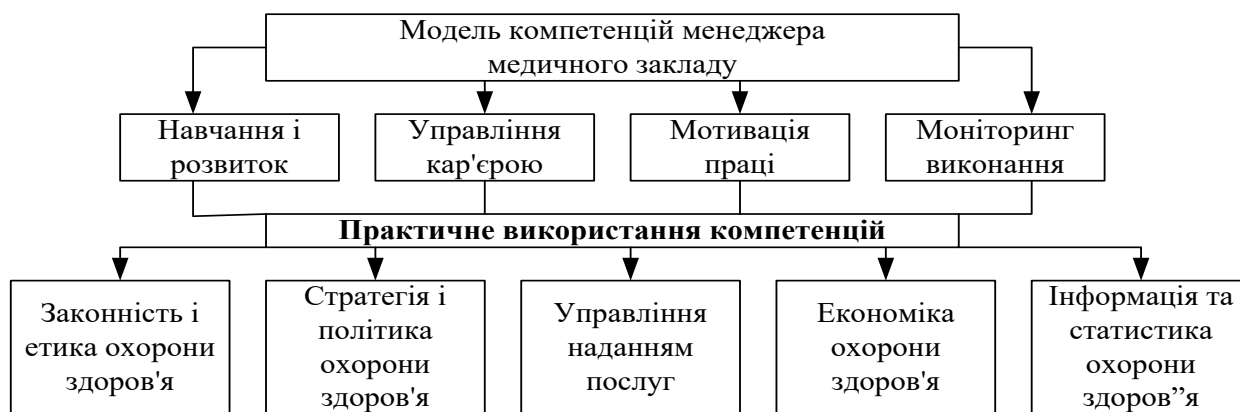 Модель компетенцій менеджера
медичного закладу
Навчання і
розвиток
Управління
кар'єрою
Мотивація
праці
Моніторинг
виконання
Практичне використання компетенцій
Законність і
етика охорони
здоров'я
Стратегія і
політика
охорони
здоров'я
Управління
наданням
послуг
Економіка
охорони
здоров'я
Інформація та
статистика
охорони
здоров”я